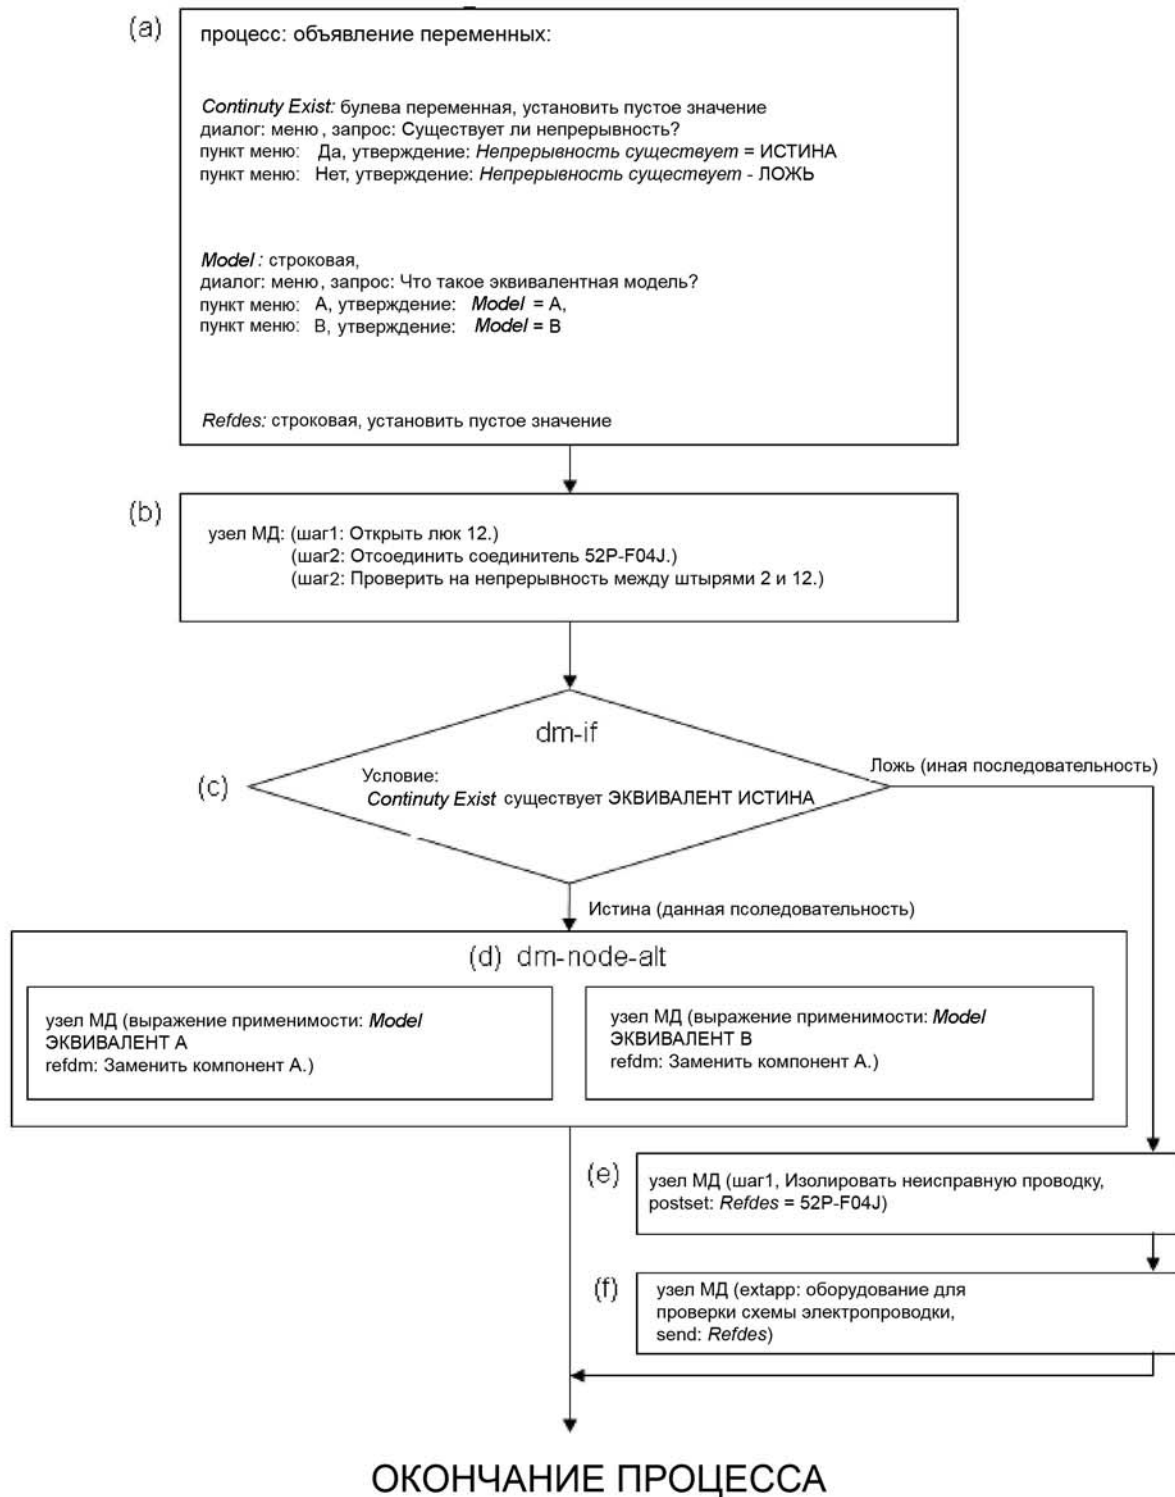 (a)
процесс: объявление переменных:
Continuty Exist: булева переменная, установить пустое значение
диалог: меню, запрос: Существует ли непрерывность?
пункт меню: Да, утверждение: Непрерывность существует = ИСТИНА
пункт меню: Нет, утверждение: Непрерывность существует - ЛОЖЬ
Model : строковая,
диалог: меню, запрос: Что такое эквивалентная модель?
пункт меню: А, утверждение: Model = А,
пункт меню: В, утверждение: Model = В
Refdes: строковая, установить пустое значение
(b)
узел МД: (шаг1: Открыть люк 12.)
(шаг2: Отсоединить соединитель 52P-F04J.)
(шаг2: Проверить на непрерывность между штырями 2 и 12.)
(c)
dm-if
Условие:
Continuty Exist существует ЭКВИВАЛЕНТ ИСТИНА
Ложь (иная последовательность)
Истина (данная псоледовательность)
(d) dm-node-alt
узел МД (выражение применимости: Model
ЭКВИВАЛЕНТ А
refdm: Заменить компонент А.)
узел МД (выражение применимости: Model
ЭКВИВАЛЕНТ В
refdm: Заменить компонент А.)
(e)
узел МД (шаг1, Изолировать неисправную проводку,
postset: Refdes = 52P-F04J)
(f)
узел МД (extapp: оборудование для
проверки схемы электропроводки,
send: Refdes)
ОКОНЧАНИЕ ПРОЦЕССА